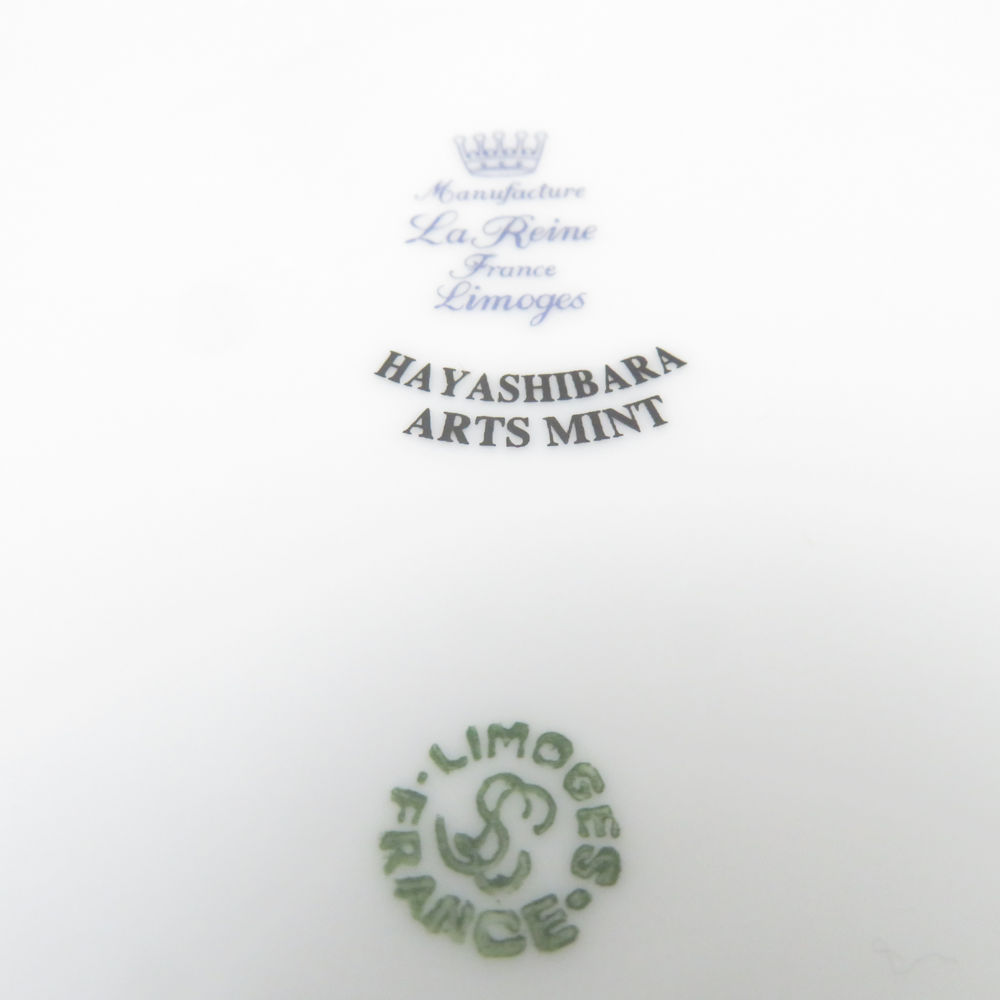 Manufacture
La Reine
France
Limoges
HAYASHIBARA
ARTS MINT
LIMOGES
FRANCE